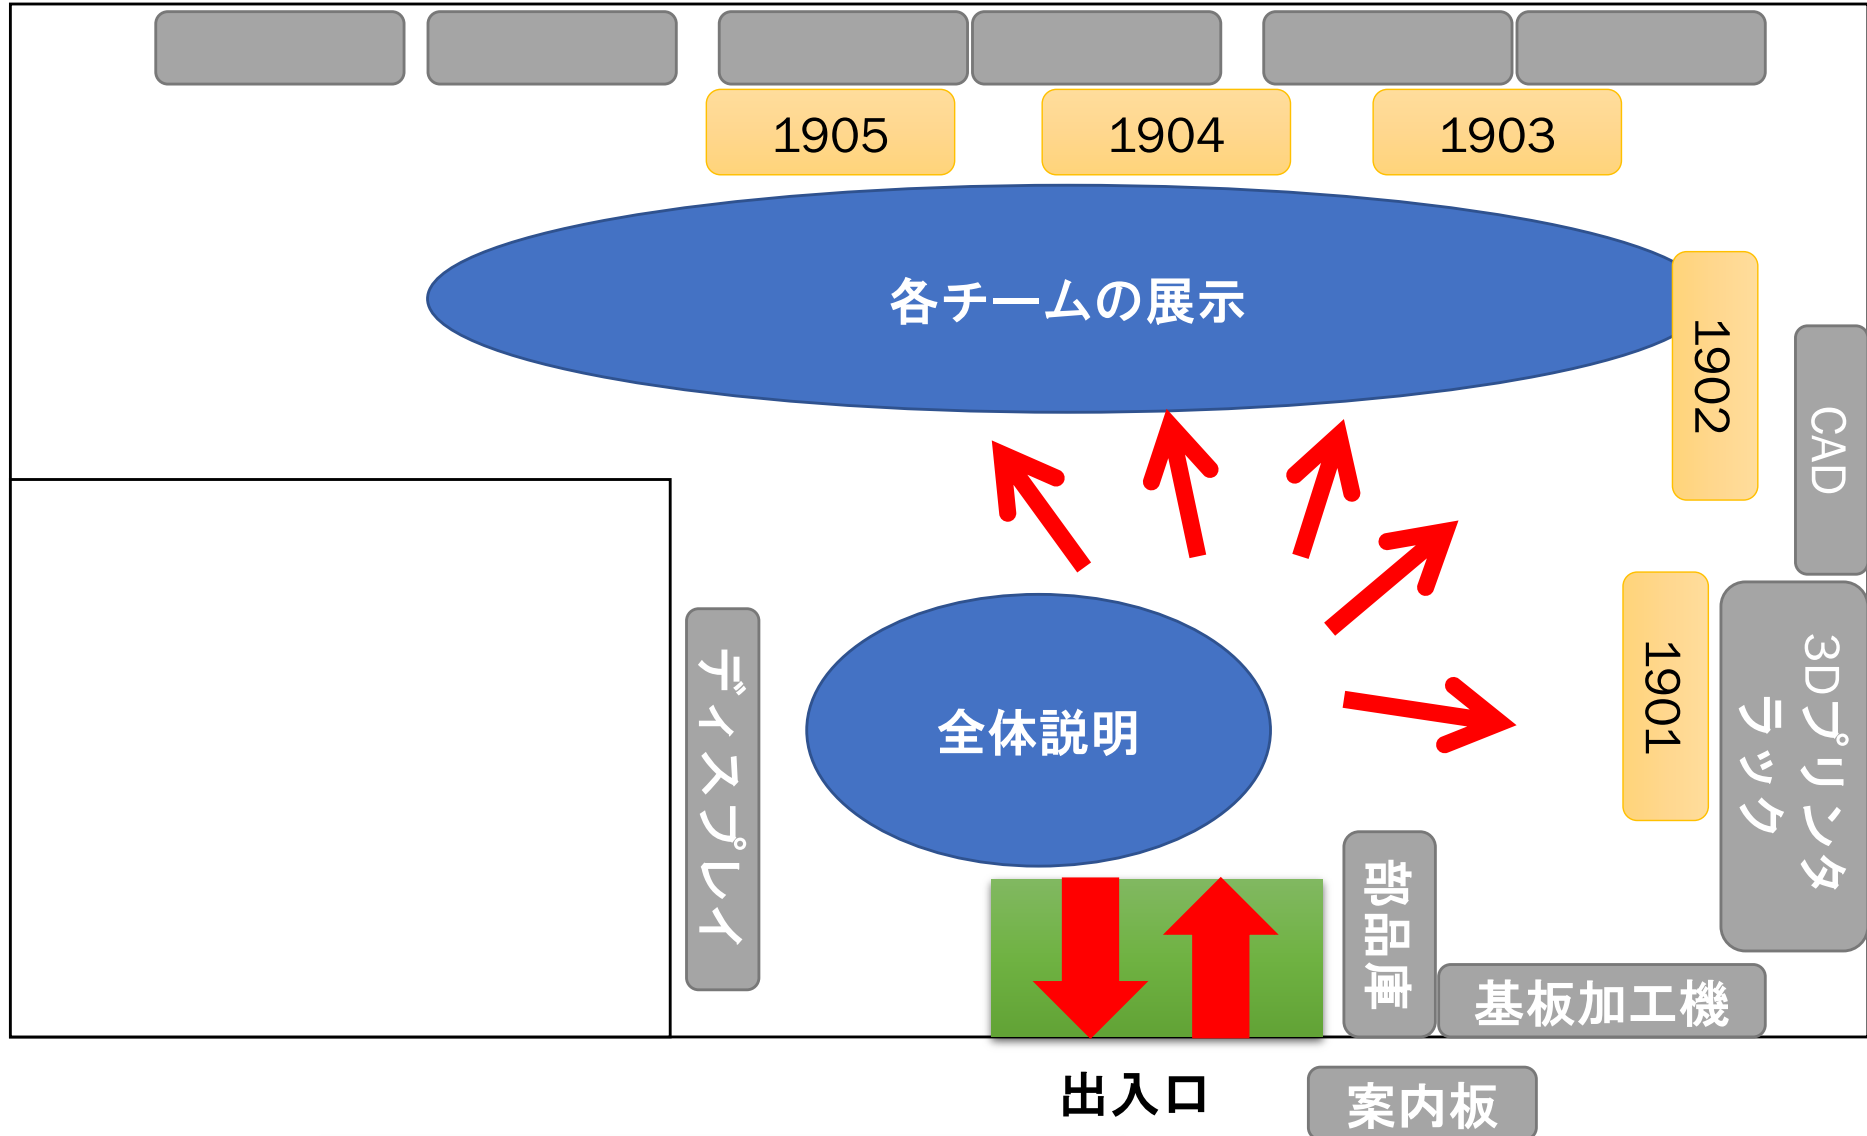 1905
1904
1903
各チームの展示
1902
CAD
全体説明
1901
ディスプレイ
3Dプリンタ
ラック
部品庫
基板加工機
出入口
案内板